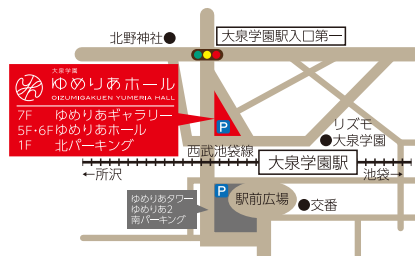 北野神社
大泉学園駅入口第一
大泉学園
ゆめりあホール
OIZUMIGAKUEN YUMERIA HALL
7F ゆめりあギャラリー
5F・6F ゆめりあホール
1F 北パーキング
P
リズモ
大泉学園
西武池袋線
大泉学園駅
←所沢
池袋→
P
ゆめりあタワー
ゆめりあ2
南パーキング
駅前広場
交番